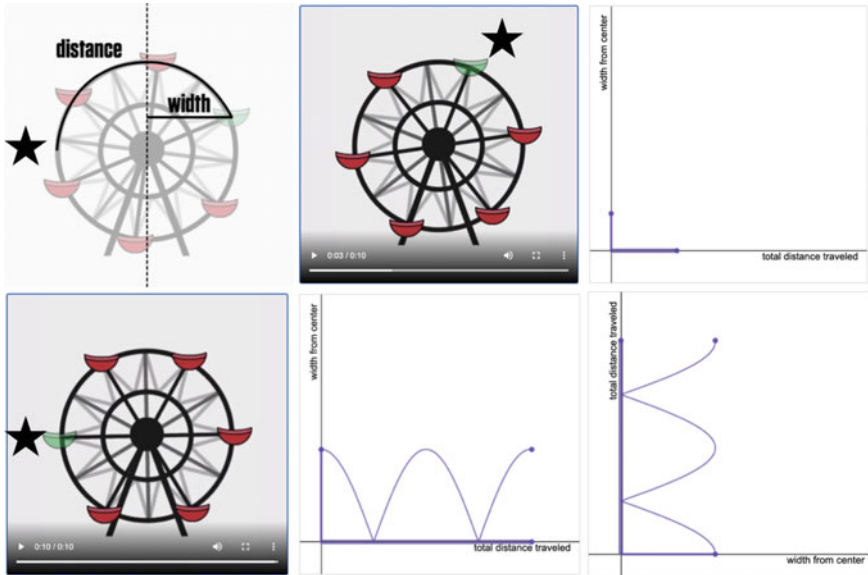 distance
width
0:03 / 0:10
width from center
total distance traveled
0:10 / 0:10
width from center
total distance traveled
total distance traveled
width from center